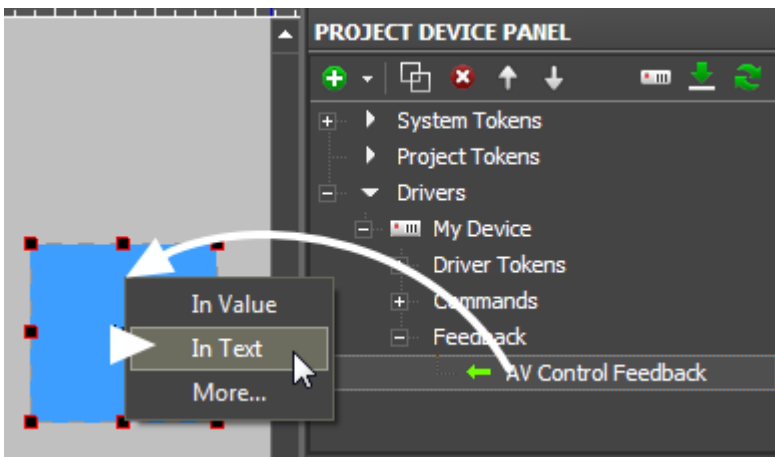 PROJECT DEVICE PANEL
System Tokens
Project Tokens
Drivers
My Device
Driver Tokens
Commands
Feedback
AV Control Feedback
In Value
In Text
More...